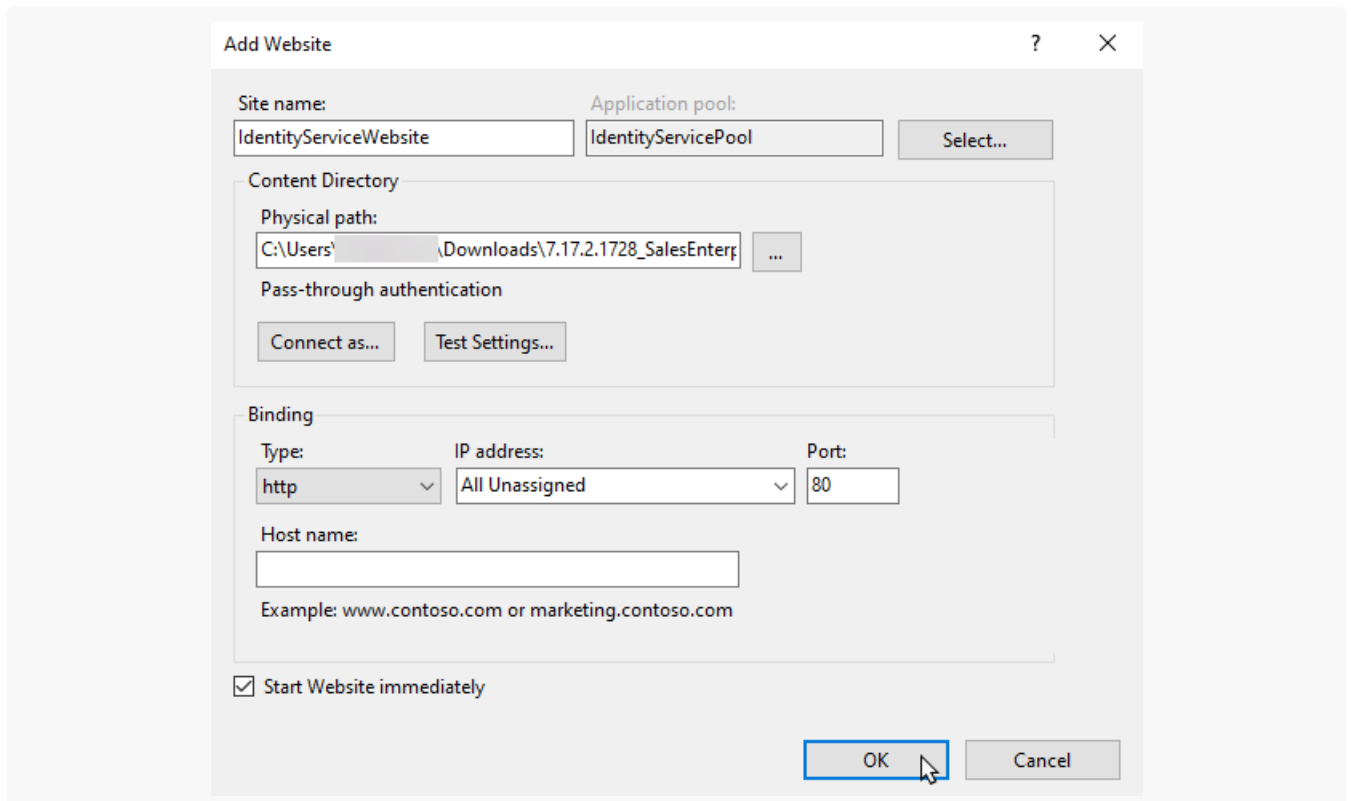 Add Website ?
Site name: Application pool:
IdentityServiceWebsite IdentityServicePool Select...
Content Directory
Physical path:
C:\Users\ \Downloads\7.17.2.1728_SalesEnterp ...
Pass-through authentication
Connect as... Test Settings...
Binding
Type: IP address: Port:
http All Unassigned 80
Host name:
Example: www.contoso.com or marketing.contoso.com
Start Website immediately
OK Cancel